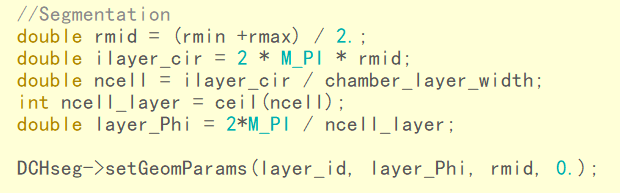 //Segmentation
double rmid = (rmin +rmax) / 2.;
double ilayer_cir = 2 * M_PI * rmid;
double ncell = ilayer_cir / chamber_layer_width;
int ncell_layer = ceil(ncell);
double layer_Phi = 2*M_PI / ncell_layer;
DCHseg->setGeomParams(layer_id, layer_Phi, rmid, 0.);